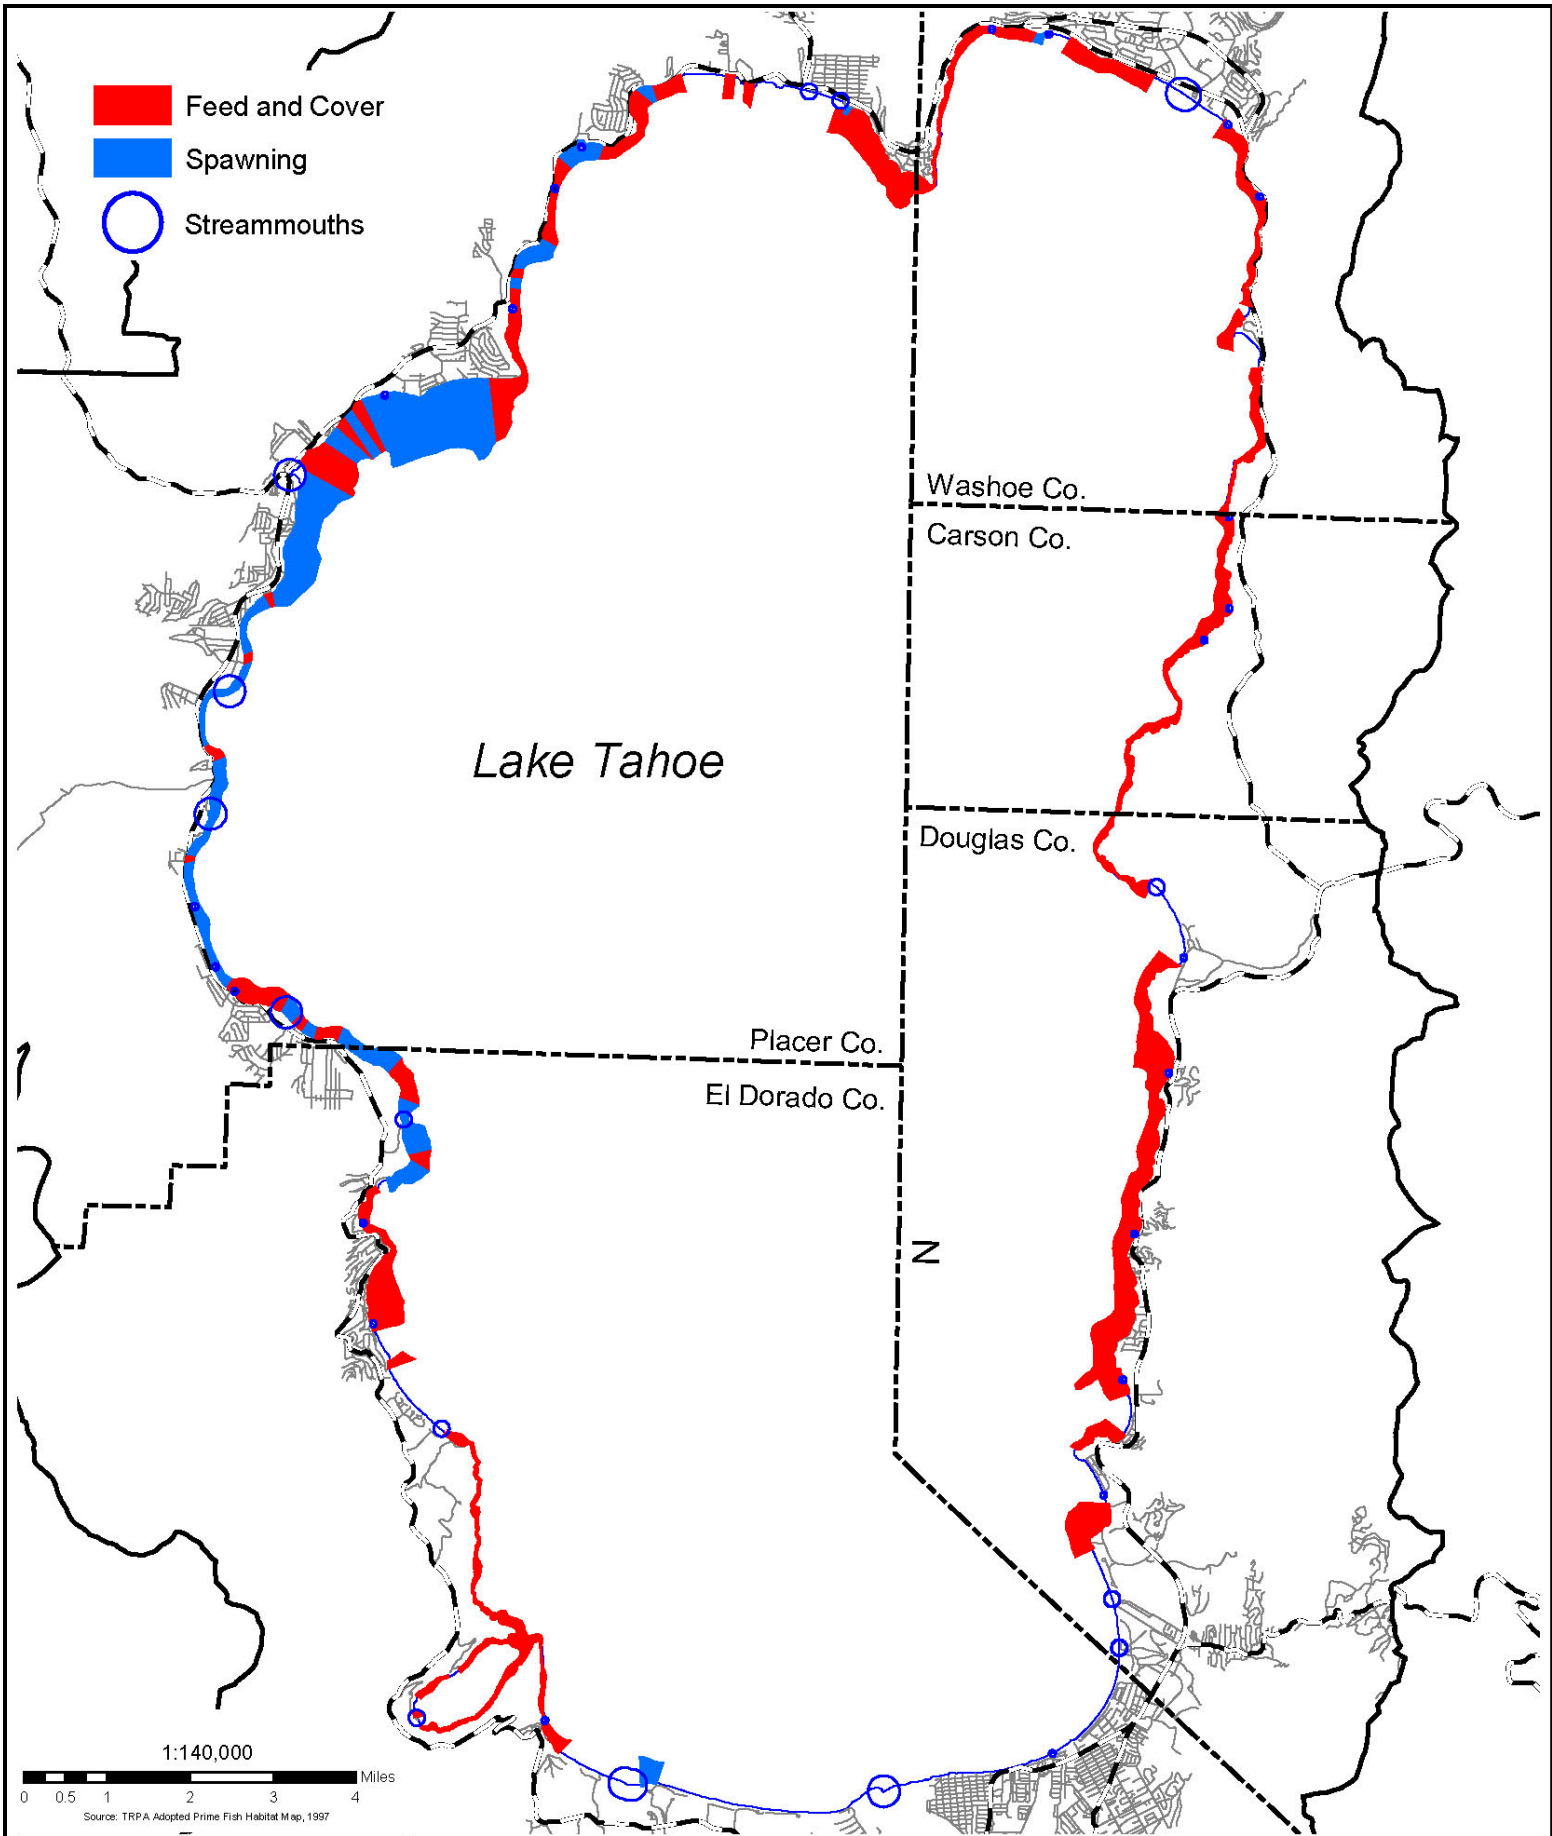 Feed and Cover
Spawning
Streammouths
Washoe Co.
Carson Co.
Lake Tahoe
Douglas Co.
Placer Co.
El Dorado Co.
N
1:140,000
Miles
0 0.5 1 2 3 4
Source: TRPA Adopted Prime Fish Habitat Map, 1997